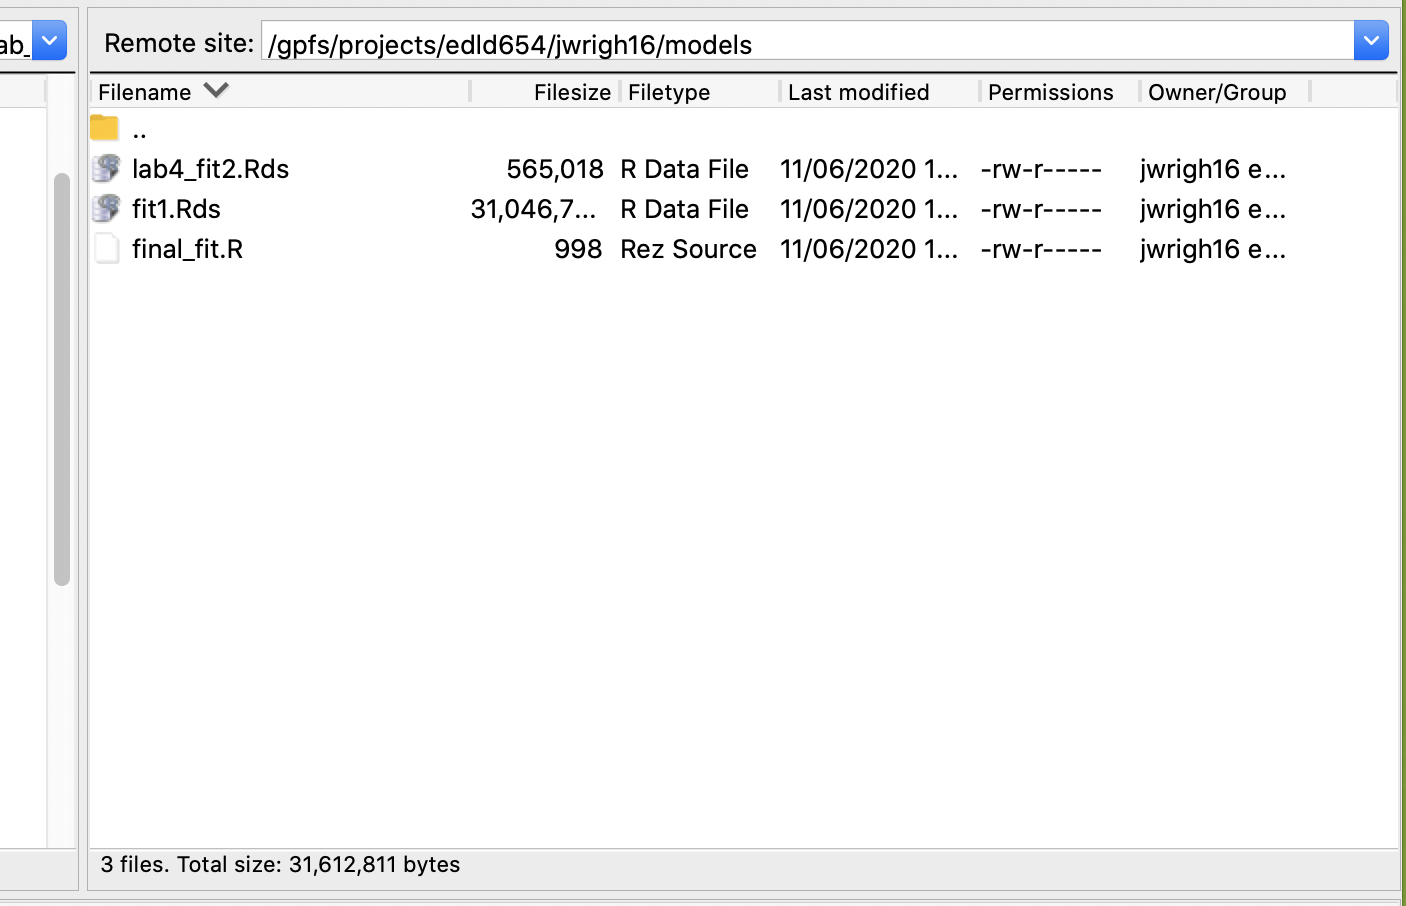 ab_
Remote site: /gpfs/projects/edld654/jwrigh16/models
Filename Filesize Filetype Last modified Permissions Owner/Group
..
lab4_fit2.Rds 565,018 R Data File 11/06/2020 1... -rw-r----- jwrigh16 e...
fit1.Rds 31,046,7... R Data File 11/06/2020 1... -rw-r----- jwrigh16 e...
final_fit.R 998 Rez Source 11/06/2020 1... -rw-r----- jwrigh16 e...
3 files. Total size: 31,612,811 bytes